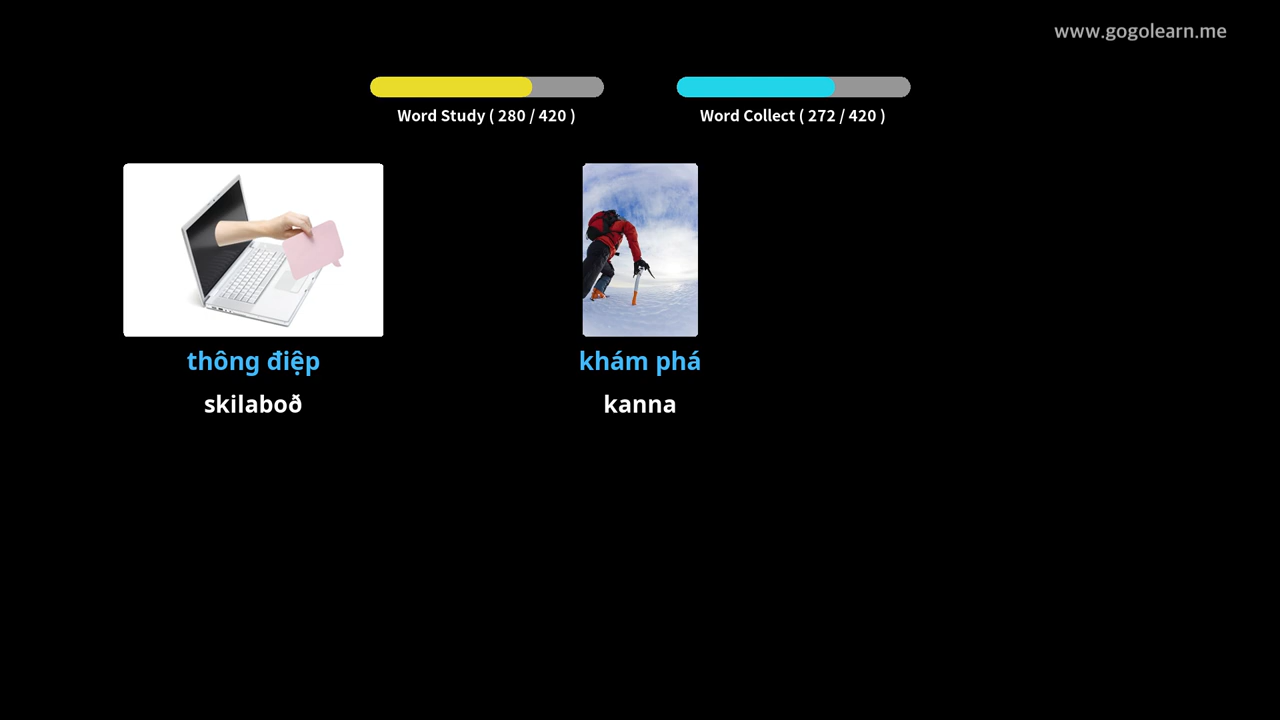 www.gogolearn.me
Word Study ( 280 / 420 )
Word Collect ( 272 / 420 )
thông điệp
skilaboð
khám phá
kanna